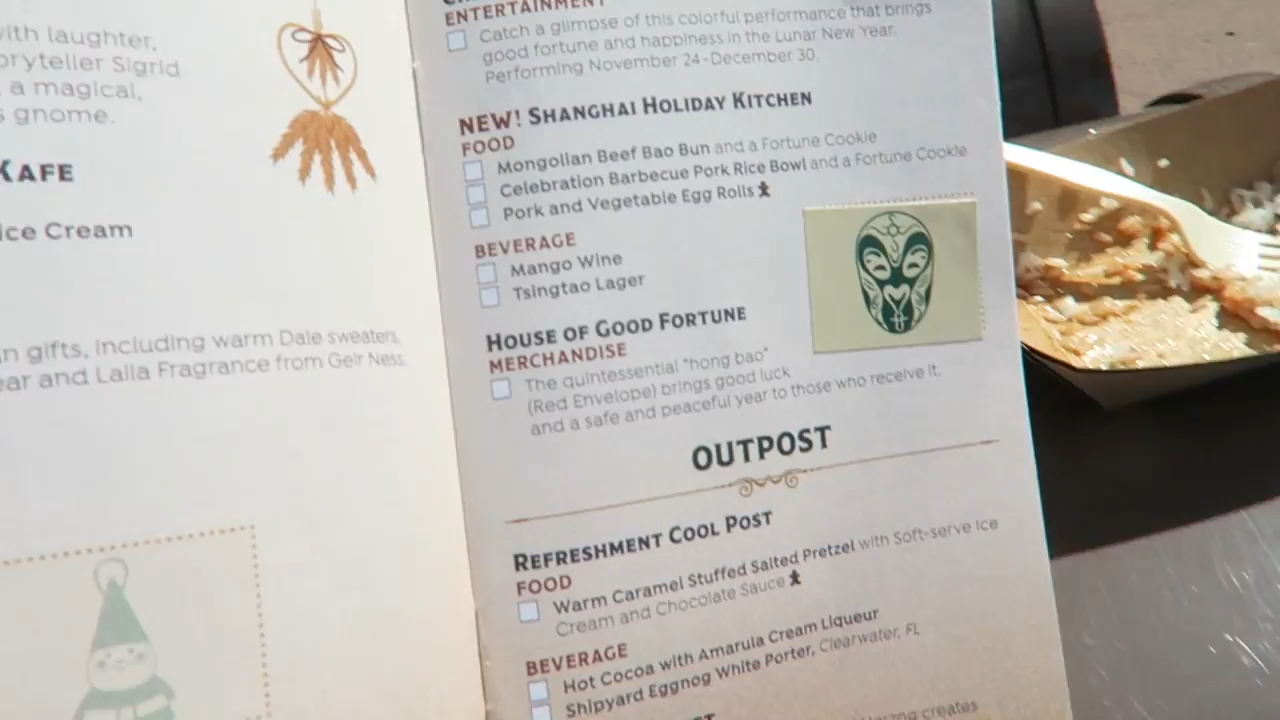 with laughter,
oryteller Sigrid
a magical,
gnome.
KAFE
Ice Cream
n gifts, including warm Dale sweaters,
ear and Laila Fragrance from Geir Ness.
ENTERTAINMENT
Catch a glimpse of this colorful performance that brings
good fortune and happiness in the Lunar New Year.
Performing November 24-December 30.
NEW! SHANGHAI HOLIDAY KITCHEN
FOOD
Mongolian Beef Bao Bun and a Fortune Cookie
Celebration Barbecue Pork Rice Bowl and a Fortune Cookie
Pork and Vegetable Egg Rolls
BEVERAGE
Mango Wine
Tsingtao Lager
HOUSE OF GOOD FORTUNE
MERCHANDISE
The quintessential "hong bao"
(Red Envelope) brings good luck
and a safe and peaceful year to those who receive it.
OUTPOST
REFRESHMENT COOL POST
FOOD
Warm Caramel Stuffed Salted Pretzel with Soft-serve Ice
Cream and Chocolate Sauce
BEVERAGE
Hot Cocoa with Amarula Cream Liqueur
Shipyard Eggnog White Porter, Clearwater, FL
creates